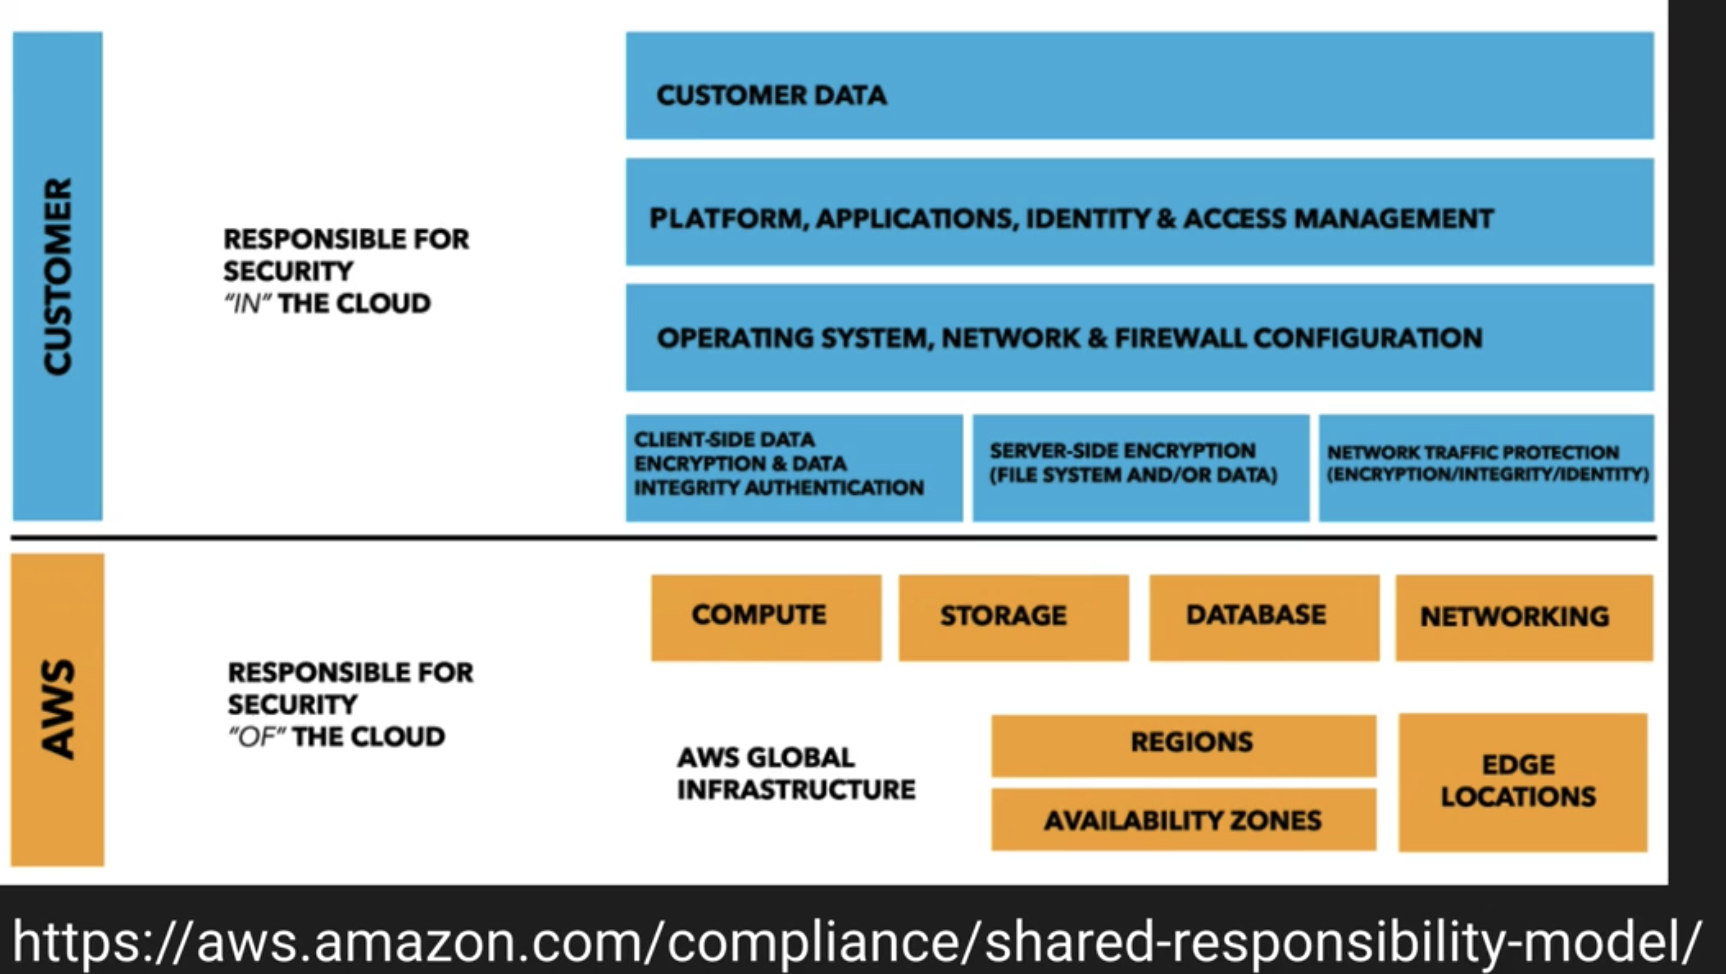 CUSTOMER
RESPONSIBLE FOR
SECURITY
“IN” THE CLOUD
CUSTOMER DATA
PLATFORM, APPLICATIONS, IDENTITY & ACCESS MANAGEMENT
OPERATING SYSTEM, NETWORK & FIREWALL CONFIGURATION
CLIENT-SIDE DATA
ENCRYPTION & DATA
INTEGRITY AUTHENTICATION
SERVER-SIDE ENCRYPTION
(FILE SYSTEM AND/OR DATA)
NETWORK TRAFFIC PROTECTION
(ENCRYPTION/INTEGRITY/IDENTITY)
AWS
RESPONSIBLE FOR
SECURITY
“OF” THE CLOUD
COMPUTE
STORAGE
DATABASE
NETWORKING
AWS GLOBAL
INFRASTRUCTURE
REGIONS
AVAILABILITY ZONES
EDGE
LOCATIONS
https://aws.amazon.com/compliance/shared-responsibility-model/